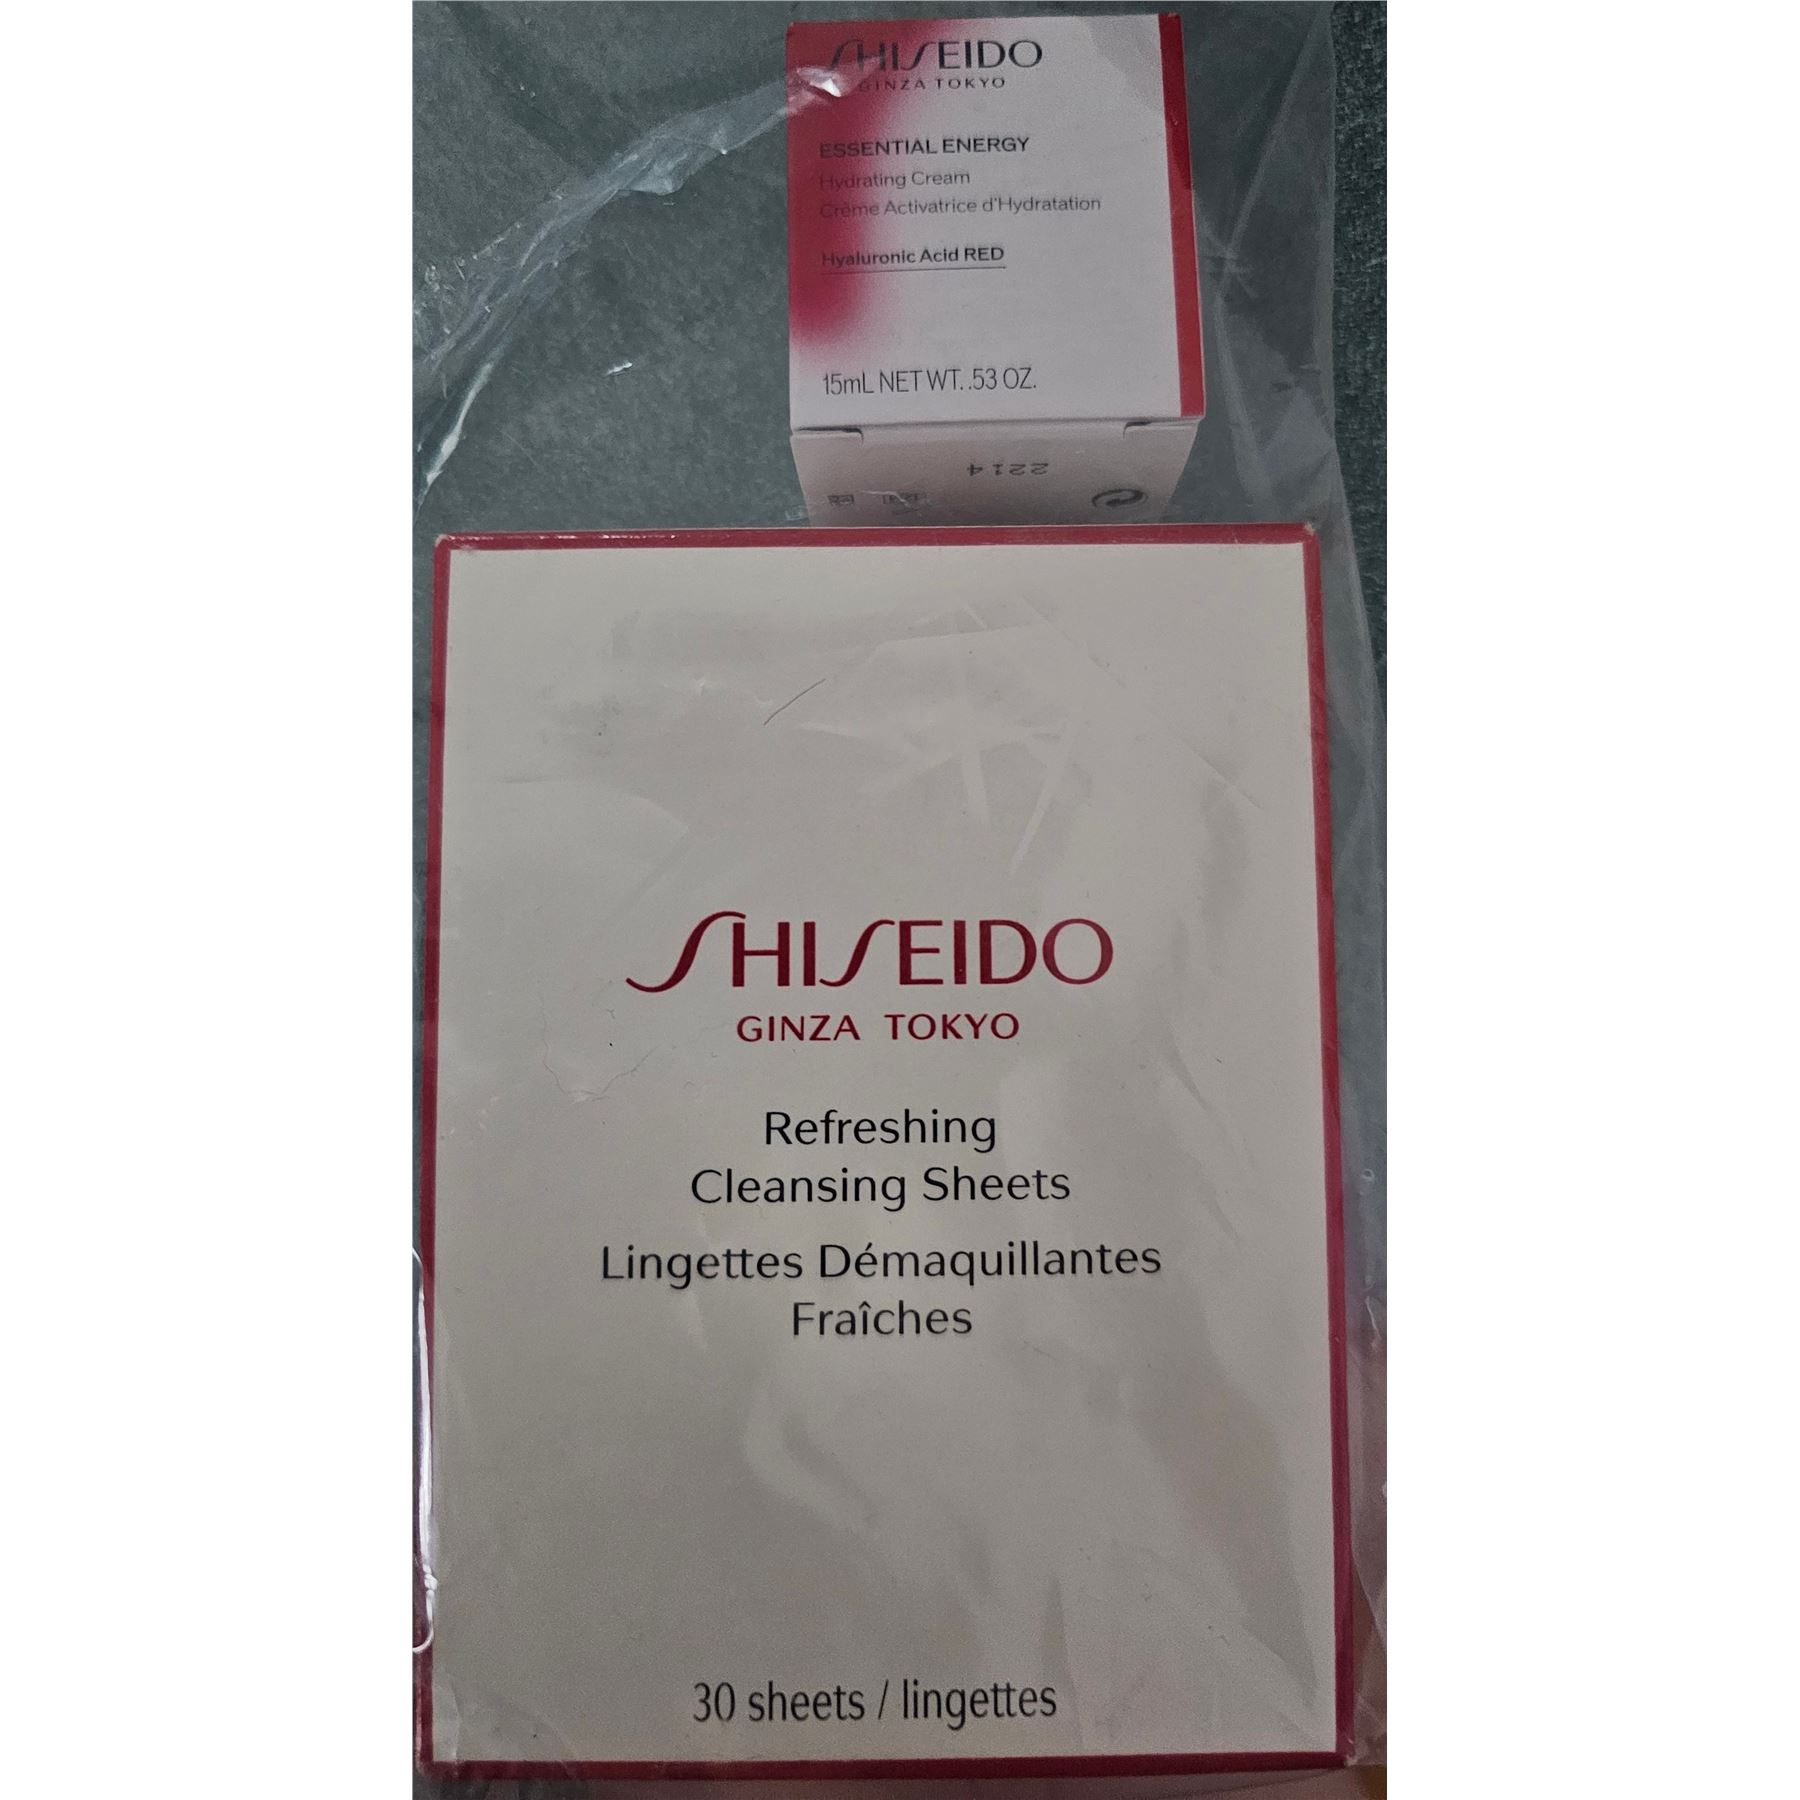 SHISEIDO
GINZA TOKYO
ESSENTIAL ENERGY
Hydrating Cream
Crème Activatrice d'Hydratation
Hyaluronic Acid RED
15mL NET WT. .53 OZ.
2214
SHISEIDO
GINZA TOKYO
Refreshing
Cleansing Sheets
Lingettes Démaquillantes
Fraîches
30 sheets / lingettes